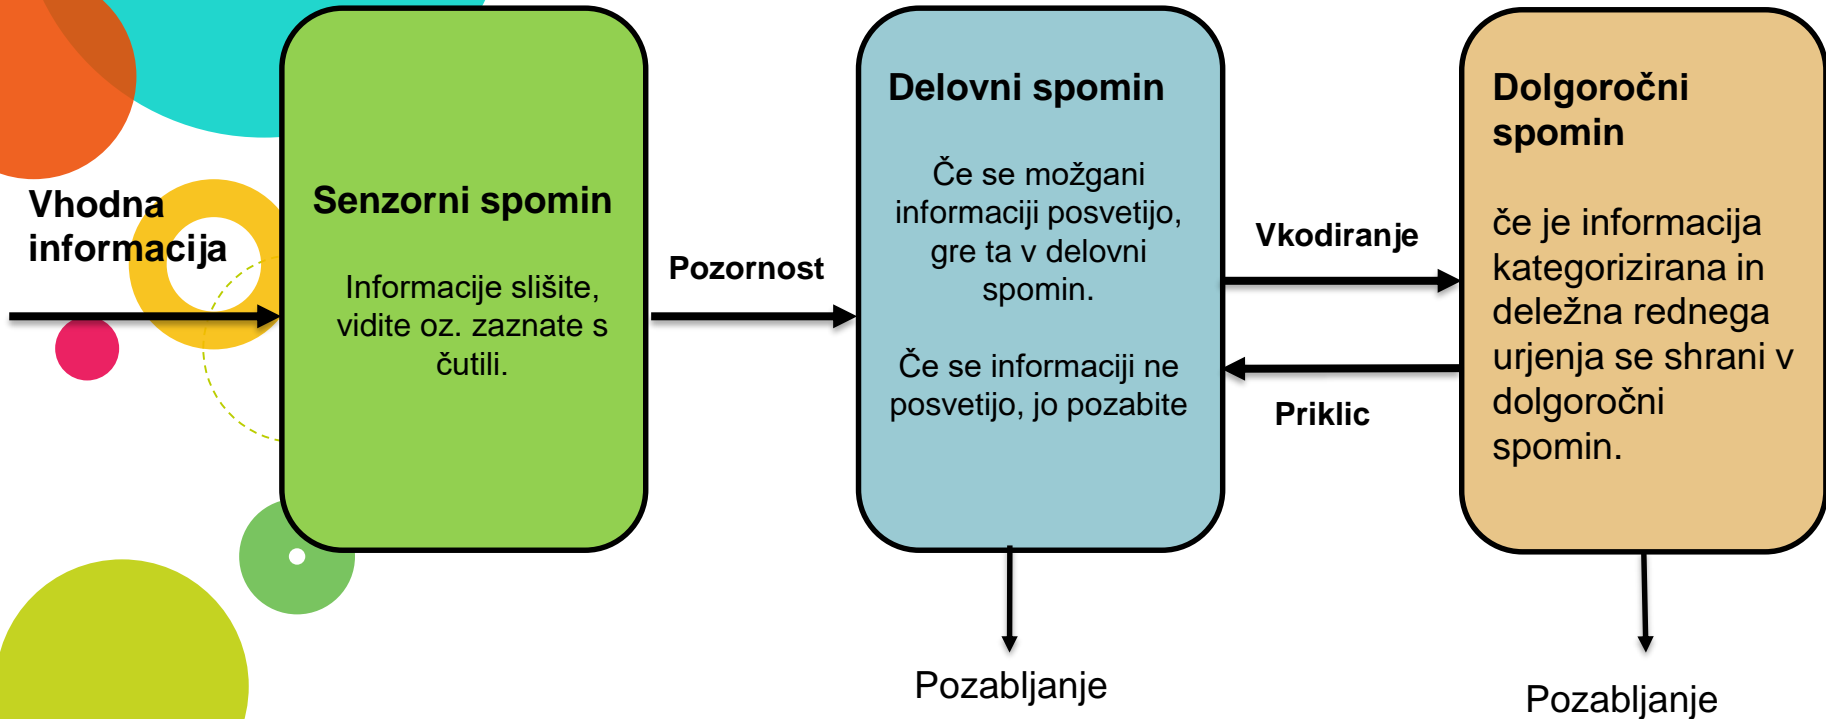 Vhodna
informacija
Senzorni spomin
Informacije slišite,
vidite oz. zaznate s
čutili.
Pozornost
Delovni spomin
Če se možgani
informaciji posvetijo,
gre ta v delovni
spomin.
Če se informaciji ne
posvetijo, jo pozabite
Vkodiranje
Priklic
Dolgoročni
spomin
če je informacija
kategorizirana in
deležna rednega
urjenja se shrani v
dolgoročni
spomin.
Pozabljanje
Pozabljanje